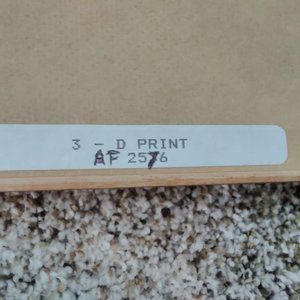 3 - D PRINT
AF 2576